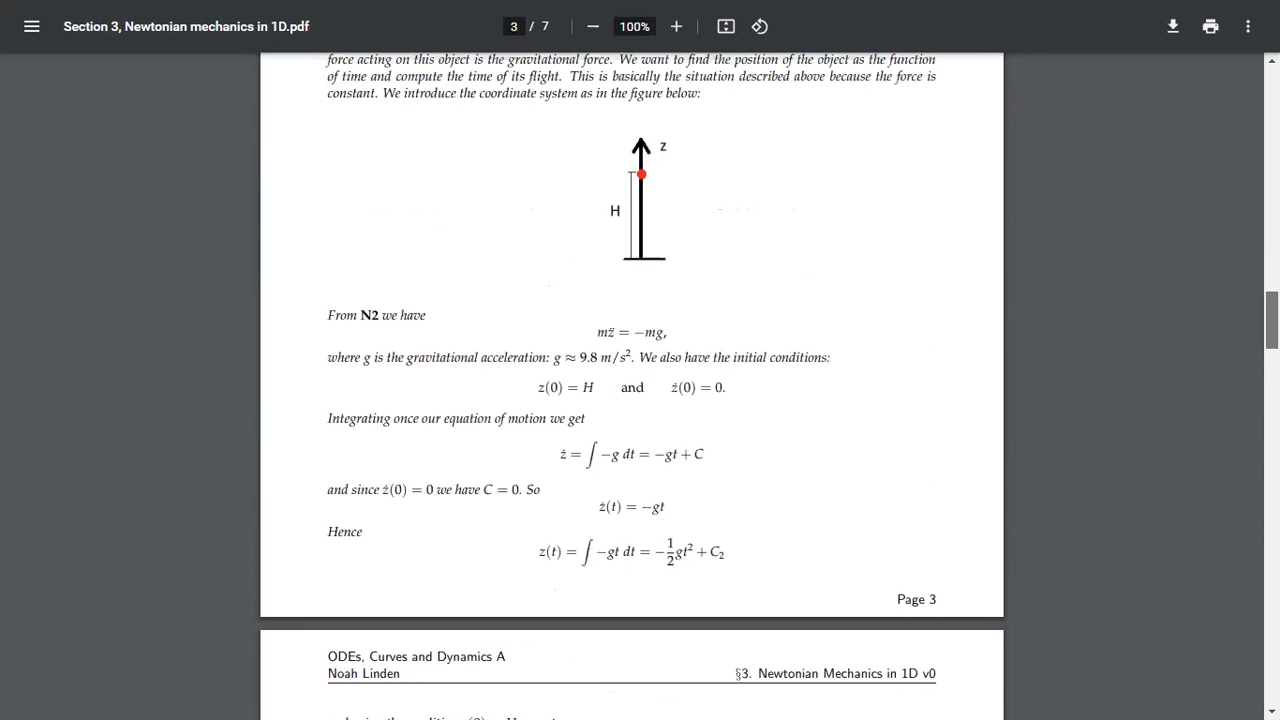 Section 3, Newtonian mechanics in 1D.pdf
3 / 7
100%
force acting on this object is the gravitational force. We want to find the position of the object as the function
of time and compute the time of its flight. This is basically the situation described above because the force is
constant. We introduce the coordinate system as in the figure below:
z
H
From N2 we have
mz̈ = −mg,
where g is the gravitational acceleration: g ≈ 9.8 m/s². We also have the initial conditions:
z(0) = H and ż(0) = 0.
Integrating once our equation of motion we get
ż = ∫ −g dt = −gt + C
and since ż(0) = 0 we have C = 0. So
ż(t) = −gt
Hence
z(t) = ∫ −gt dt = −1/2 gt² + C₂
Page 3
ODEs, Curves and Dynamics A
Noah Linden §3. Newtonian Mechanics in 1D v0